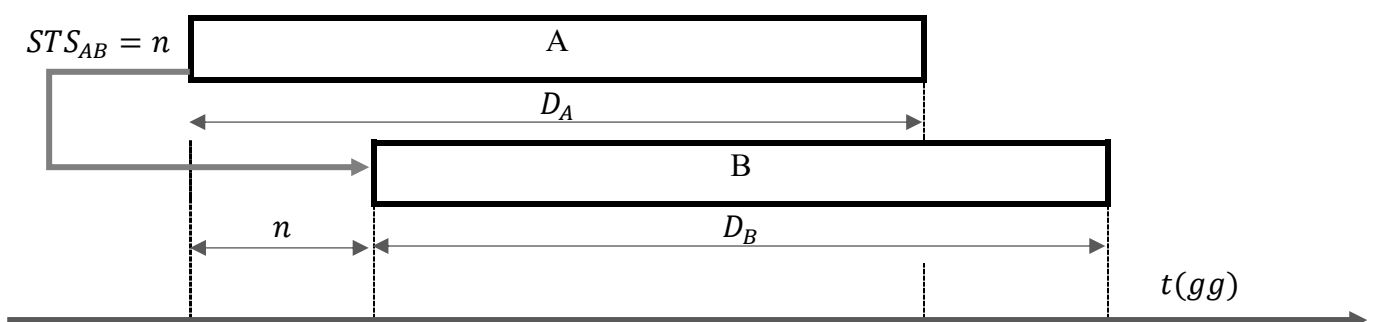 STS_AB = n
A
D_A
B
n
D_B
t(gg)